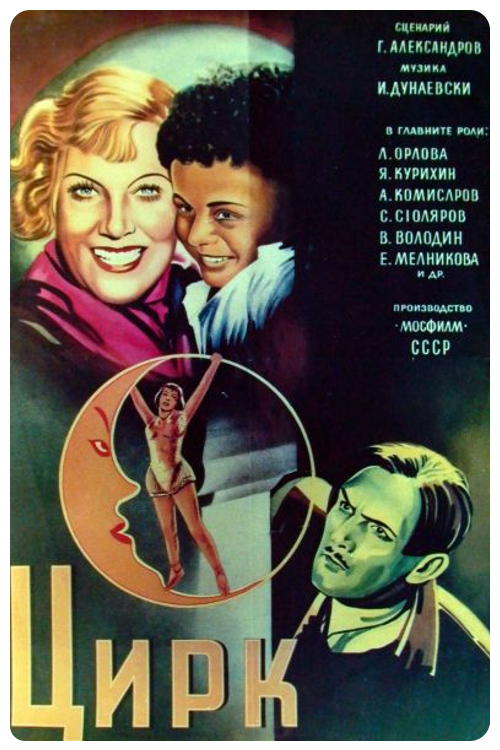 СЦЕНАРИЙ
Г. АЛЕКСАНДРОВ
МУЗИКА
И. ДУНАЕВСКИ
В ГЛАВНИТЕ РОЛИ:
Л. ОРЛОВА
Я. КУРИХИН
А. КОМИСАРОВ
С. СТОЛЯРОВ
В. ВОЛОДИН
Е. МЕЛНИКОВА
И ДР.
ПРОИЗВОДСТВО
·МОСФИЛМ·
СССР
ЦИРК